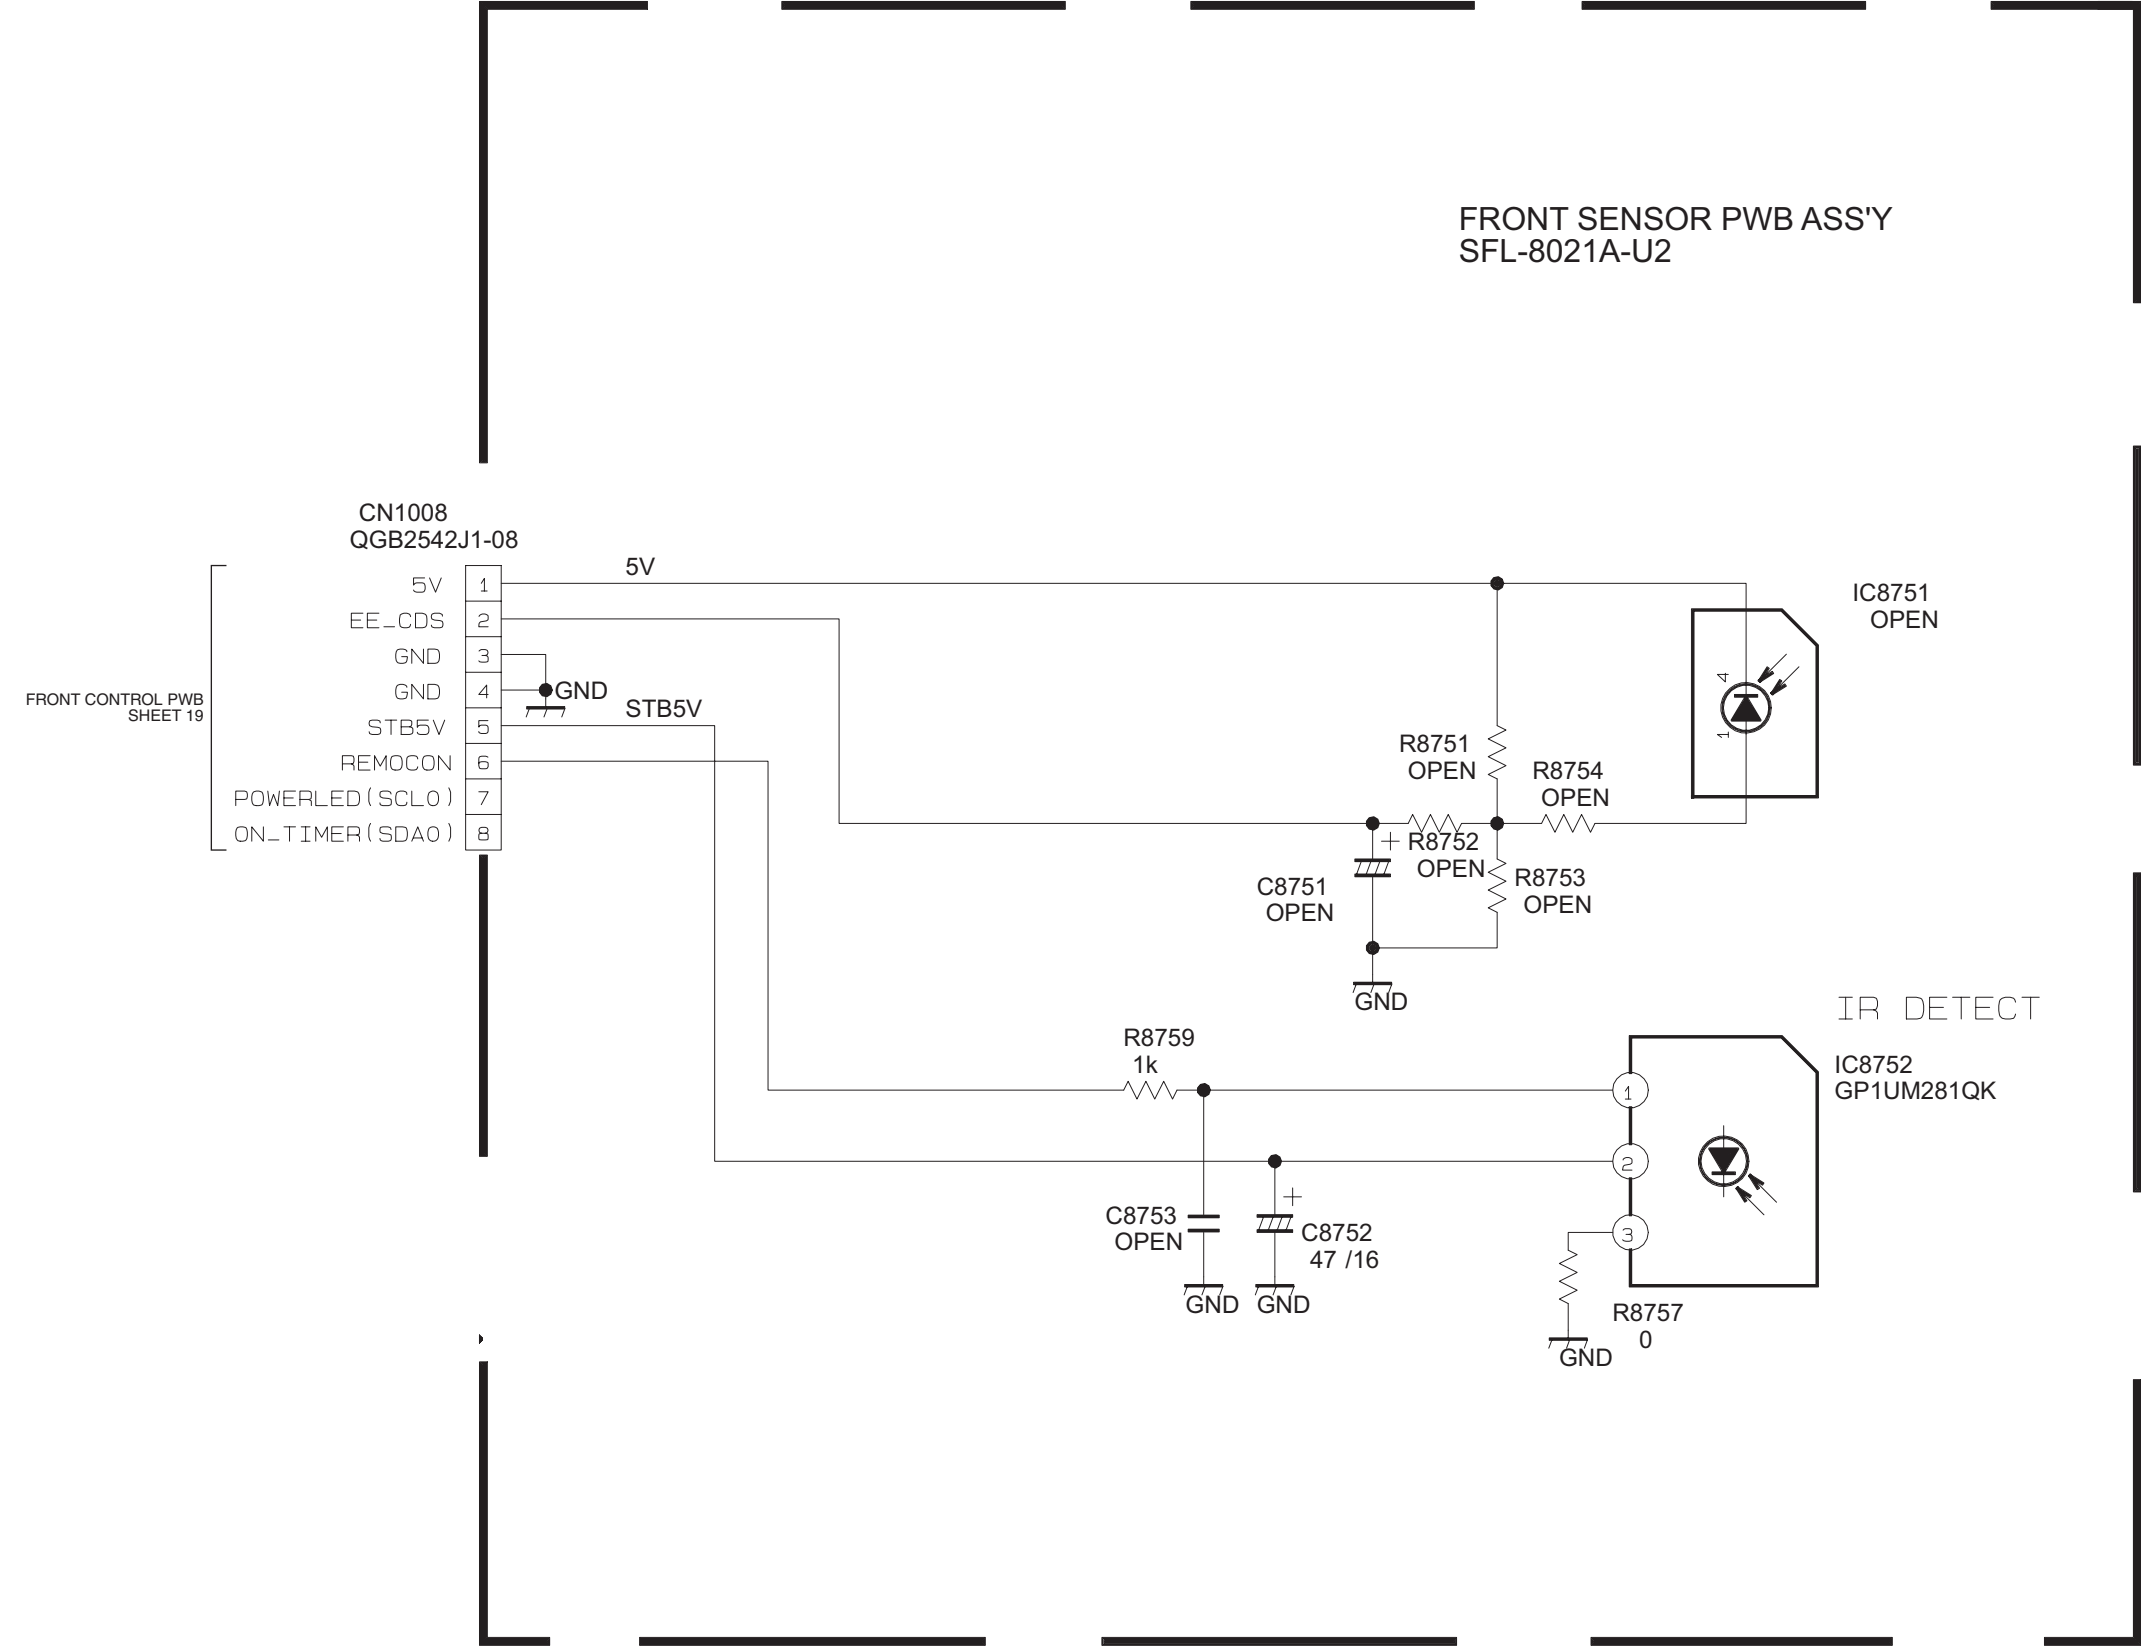 FRONT SENSOR PWB ASS'Y
SFL-8021A-U2
CN1008
QGB2542J1-08
5V
5V 1
EE_CDS 2
GND 3
GND 4
GND
STB5V
STB5V 5
REMOCON 6
POWERLED(SCL0) 7
ON_TIMER(SDA0) 8
FRONT CONTROL PWB
SHEET 19
IC8751
OPEN
4
1
R8751
OPEN
R8754
OPEN
+
R8752
OPEN
C8751
OPEN
R8753
OPEN
GND
IR DETECT
R8759
1k
IC8752
GP1UM281QK
1
2
3
+
C8753
OPEN
C8752
47 /16
GND
GND
R8757
0
GND